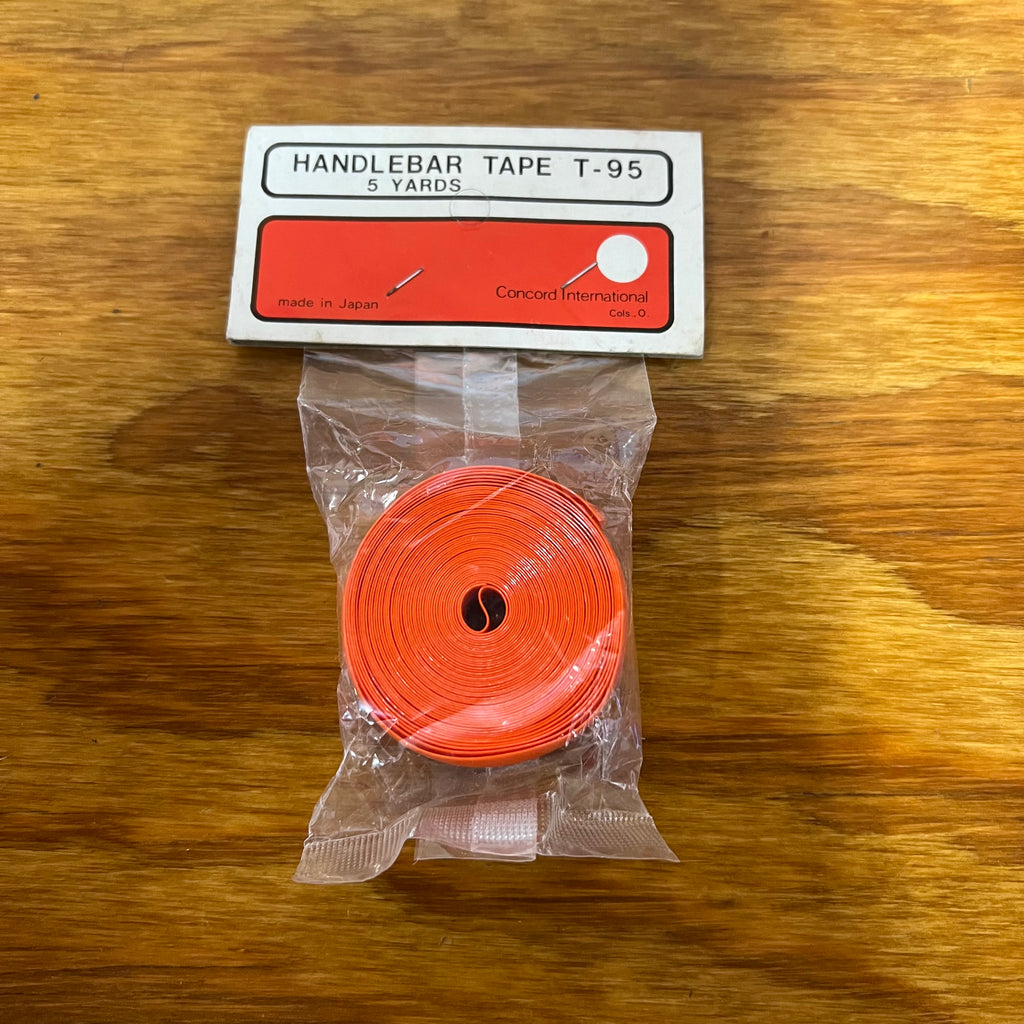 HANDLEBAR TAPE T-95
5 YARDS
made in Japan
Concord International
Cols., O.